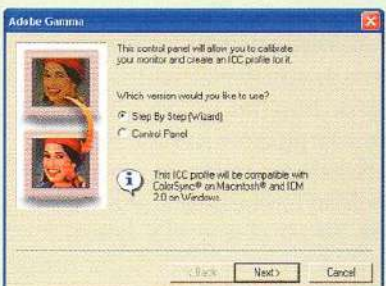 Adobe Gamma
This control panel will allow you to calibrate
your monitor and create an ICC profile for it.
Which version would you like to use?
Step By Step (Wizard)
Control Panel
This ICC profile will be compatible with
ColorSync® on Macintosh® and ICM
2.0 on Windows.
< Back
Next >
Cancel